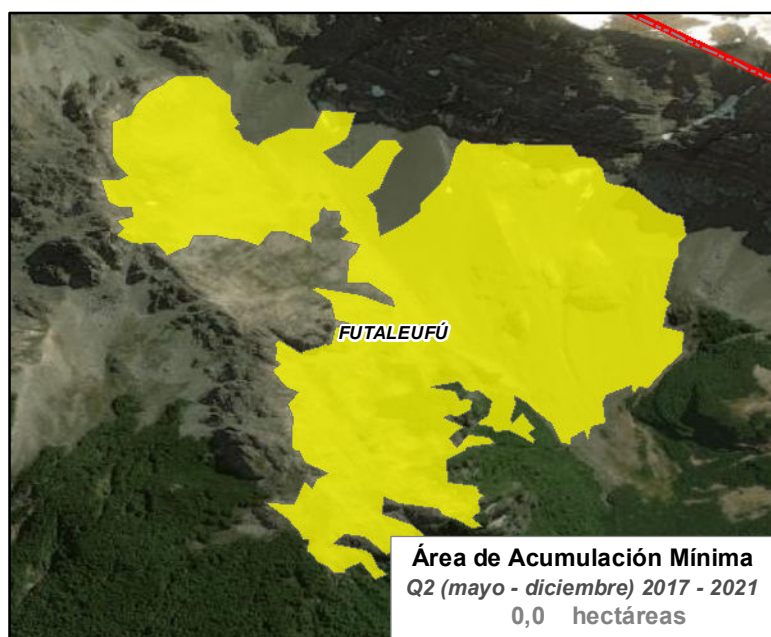 FUTALEUFÚ
Área de Acumulación Mínima
Q2 (mayo - diciembre) 2017 - 2021
0,0 hectáreas